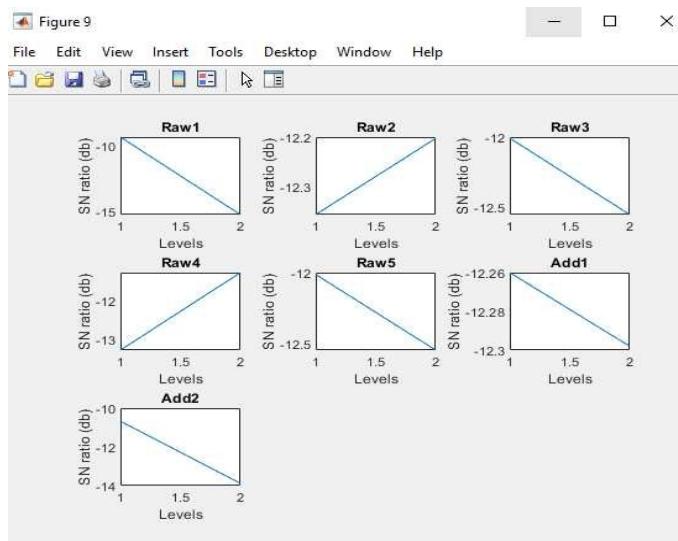 Figure 9
File Edit View Insert Tools Desktop Window Help
Raw1
SN ratio (db)
-10
-15
1 1.5 2
Levels
Raw2
SN ratio (db)
-12.2
-12.3
1 1.5 2
Levels
Raw3
SN ratio (db)
-12
-12.5
1 1.5 2
Levels
Raw4
SN ratio (db)
-12
-13
1 1.5 2
Levels
Raw5
SN ratio (db)
-12
-12.5
1 1.5 2
Levels
Add1
SN ratio (db)
-12.26
-12.28
-12.3
1 1.5 2
Levels
Add2
SN ratio (db)
-10
-12
-14
1 1.5 2
Levels